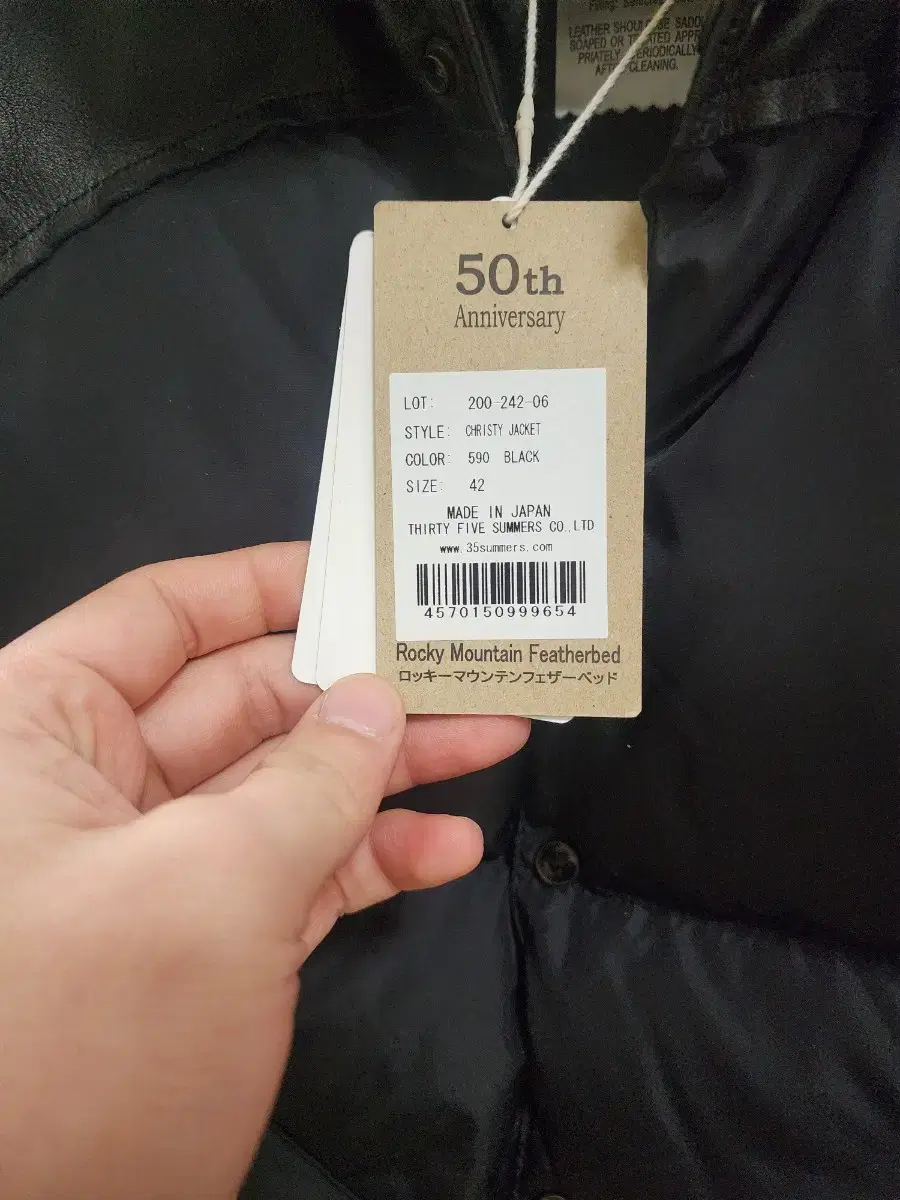 LEATHER SHOULD BE SADD
SOAPED OR TREATED APPR
PRIATELY PERIODICALLY
AFTER CLEANING.
50th
Anniversary
LOT: 200-242-06
STYLE: CHRISTY JACKET
COLOR: 590 BLACK
SIZE: 42
MADE IN JAPAN
THIRTY FIVE SUMMERS CO.,LTD
www.35summers.com
4570150999654
Rocky Mountain Featherbed
ロッキーマウンテンフェザーベッド